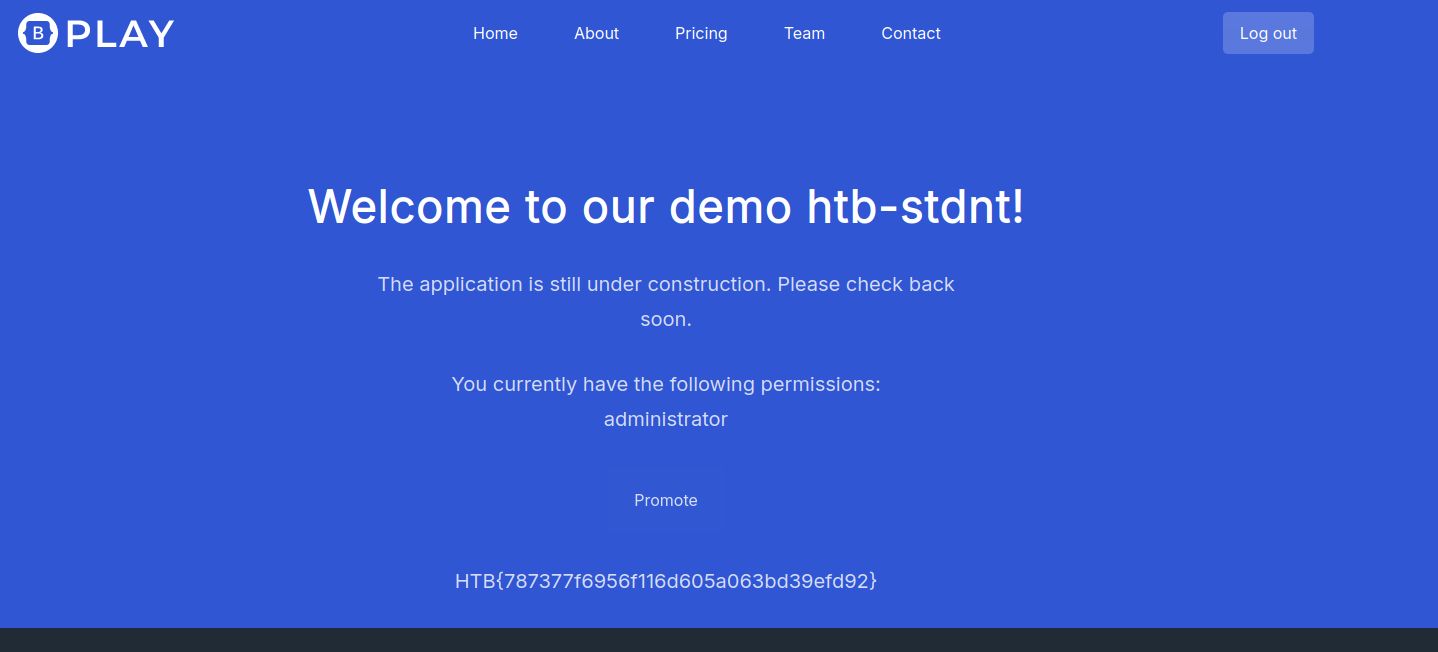 B PLAY
Home
About
Pricing
Team
Contact
Log out
Welcome to our demo htb-stdnt!
The application is still under construction. Please check back
soon.
You currently have the following permissions:
administrator
Promote
HTB{787377f6956f116d605a063bd39efd92}